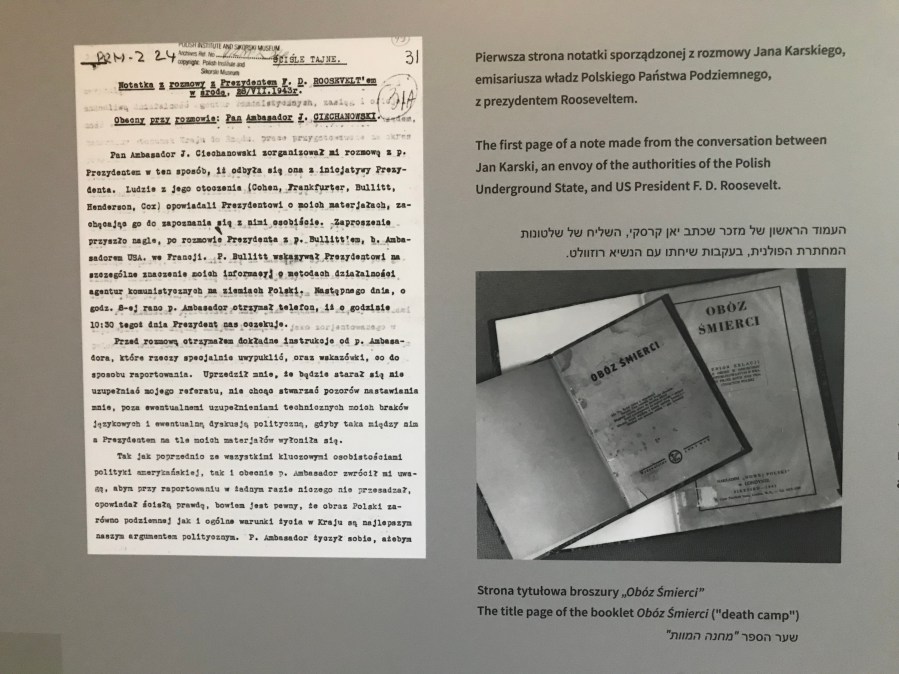 PRM-Z 24
POLISH INSTITUTE AND SIKORSKI MUSEUM
Archives Ref. No
copyright: Polish Institute and
Sikorski Museum
31
ŚCIŚLE TAJNE.
Notatka z rozmowy z Prezydentem F. D. ROOSEVELT'em
w środę, 28/VII.1943r.
Obecny przy rozmowie: Pan Ambasador J. CIECHANOWSKI.
Pan Ambasador J. Ciechanowski zorganizował mi rozmowę z p.
Prezydentem w ten sposób, iż odbyła się ona z inicjatywy Prezy-
denta. Ludzie z jego otoczenia (Cohen, Frankfurter, Bullitt,
Henderson, Cox) opowiadali Prezydentowi o moich materjałach, za-
chęcając go do zapoznania się z nimi osobiście. Zaproszenie
przyszło nagle, po rozmowie Prezydenta z p. Bullitt'em, b. Amba-
sadorem USA. we Francji. P. Bullitt wskazywał Prezydentowi na
szczególne znaczenie moich informacyj o metodach działalności
agentur komunistycznych na ziemiach Polski. Następnego dnia, o
godz. 8-ej rano p. Ambasador otrzymał telefon, iż o godzinie
10:30 tegoż dnia Prezydent nas oczekuje.
Przed rozmową otrzymałem dokładne instrukcje od p. Ambasa-
dora, które rzeczy specjalnie uwypuklić, oraz wskazówki, co do
sposobu raportowania. Uprzedził mnie, że będzie starał się nie
uzupełniać mojego referatu, nie chcąc stwarzać pozorów nastawiania
mnie, poza ewentualnemi uzupełnieniami technicznych moich braków
językowych i ewentualną dyskusją polityczną, gdyby taka między nim
a Prezydentem na tle moich materjałów wyłoniła się.
Tak jak poprzednio ze wszystkimi kluczowymi osobistościami
polityki amerykańskiej, tak i obecnie p. Ambasador zwrócił mi uwa-
gę, abym przy raportowaniu w żadnym razie niczego nie przesadzał,
opowiadał ścisłą prawdę, bowiem jest pewny, że obraz Polski za-
równo podziemnej jak i ogólne warunki życia w Kraju są najlepszym
naszym argumentem politycznym. P. Ambasador życzył sobie, ażebym
Pierwsza strona notatki sporządzonej z rozmowy Jana Karskiego,
emisariusza władz Polskiego Państwa Podziemnego,
z prezydentem Rooseveltem.
The first page of a note made from the conversation between
Jan Karski, an envoy of the authorities of the Polish
Underground State, and US President F. D. Roosevelt.
העמוד הראשון של מזכר שכתב יאן קרסקי, השליח של שלטונות
המחתרת הפולנית, בעקבות שיחתו עם הנשיא רוזוולט.
OBÓZ ŚMIERCI
OBÓZ
ŚMIERCI
Strona tytułowa broszury „Obóz Śmierci”
The title page of the booklet Obóz Śmierci ("death camp")
שער הספר "מחנה המוות"